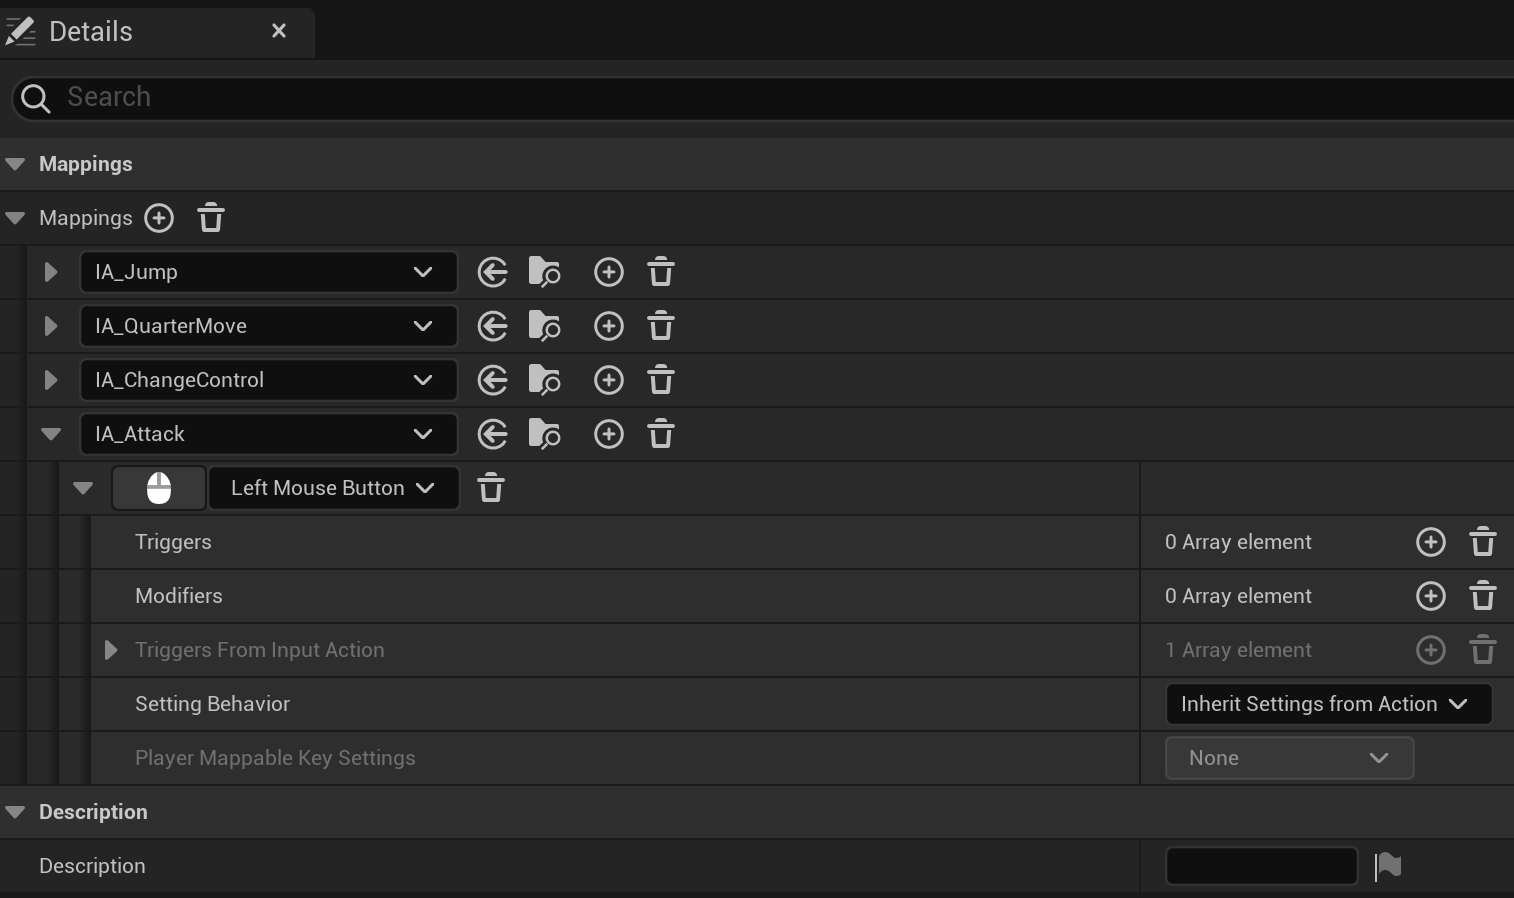 Details
Search
Mappings
Mappings
IA_Jump
IA_QuarterMove
IA_ChangeControl
IA_Attack
Left Mouse Button
Triggers 0 Array element
Modifiers 0 Array element
Triggers From Input Action 1 Array element
Setting Behavior Inherit Settings from Action
Player Mappable Key Settings None
Description
Description